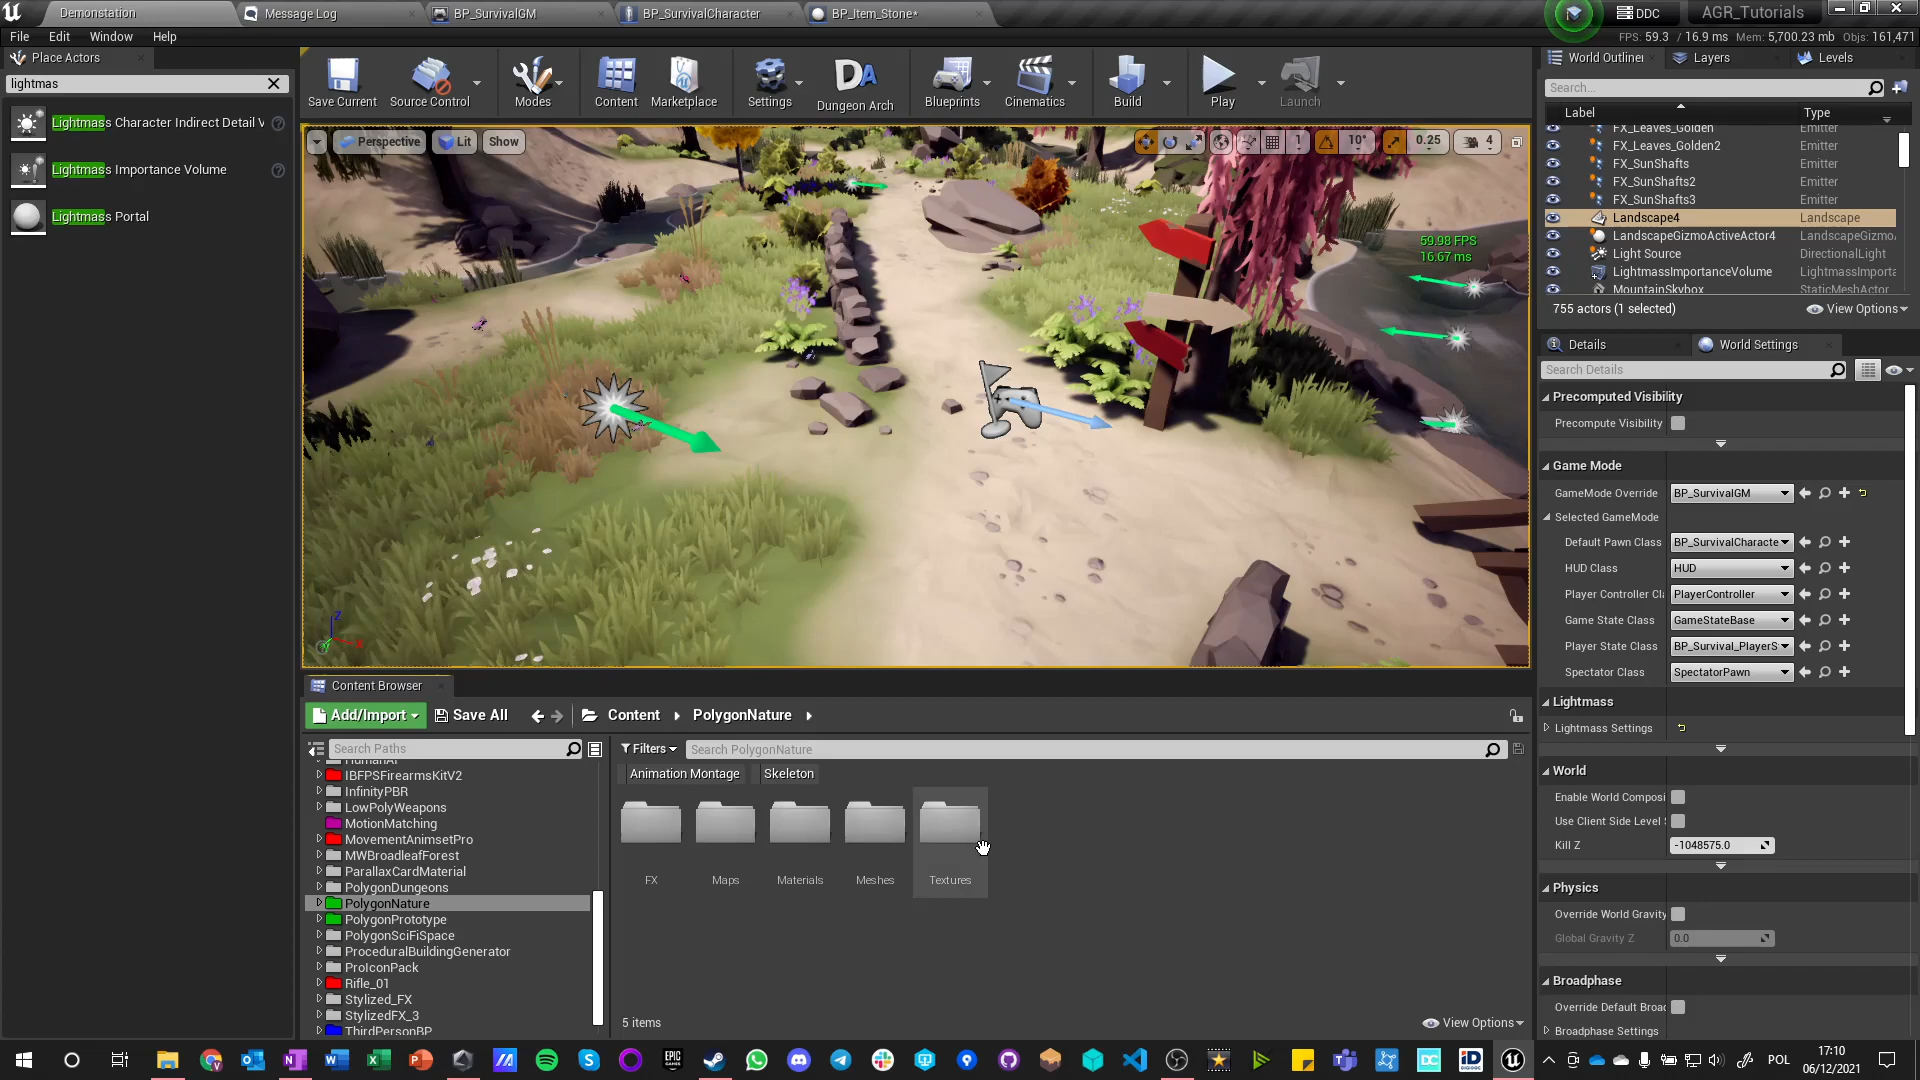 Demonstation
Message Log
BP_SurvivalGM
BP_SurvivalCharacter
BP_Item_Stone*
DDC
AGR_Tutorials
File
Edit
Window
Help
FPS: 59.3 / 16.9 ms Mem: 5,700.23 mb Objs: 161,471
Place Actors
lightmas
Lightmass Character Indirect Detail V
Lightmass Importance Volume
Lightmass Portal
Save Current
Source Control
Modes
Content
Marketplace
Settings
Dungeon Arch
Blueprints
Cinematics
Build
Play
Launch
Perspective
Lit
Show
10°
0.25
4
59.98 FPS
16.67 ms
World Outliner
Layers
Levels
Search...
Label
Type
FX_Leaves_Golden Emitter
FX_Leaves_Golden2 Emitter
FX_SunShafts Emitter
FX_SunShafts2 Emitter
FX_SunShafts3 Emitter
Landscape4 Landscape
LandscapeGizmoActiveActor4 LandscapeGizmo
Light Source DirectionalLight
LightmassImportanceVolume LightmassImporta
MountainSkybox StaticMeshActor
755 actors (1 selected)
View Options
Details
World Settings
Search Details
Precomputed Visibility
Precompute Visibility
Game Mode
GameMode Override BP_SurvivalGM
Selected GameMode
Default Pawn Class BP_SurvivalCharacte
HUD Class HUD
Player Controller Cl PlayerController
Game State Class GameStateBase
Player State Class BP_Survival_PlayerS
Spectator Class SpectatorPawn
Lightmass
Lightmass Settings
World
Enable World Composi
Use Client Side Level S
Kill Z -1048575.0
Physics
Override World Gravity
Global Gravity Z 0.0
Broadphase
Override Default Broad
Broadphase Settings
Content Browser
Add/Import
Save All
Content
PolygonNature
Search Paths
Filters
Search PolygonNature
Animation Montage
Skeleton
HumanAI
IBFPSFirearmsKitV2
InfinityPBR
LowPolyWeapons
MotionMatching
MovementAnimsetPro
MWBroadleafForest
ParallaxCardMaterial
PolygonDungeons
PolygonNature
PolygonPrototype
PolygonSciFiSpace
ProceduralBuildingGenerator
ProIconPack
Rifle_01
Stylized_FX
StylizedFX_3
ThirdPersonBP
FX
Maps
Materials
Meshes
Textures
5 items
View Options
POL
17:10
06/12/2021